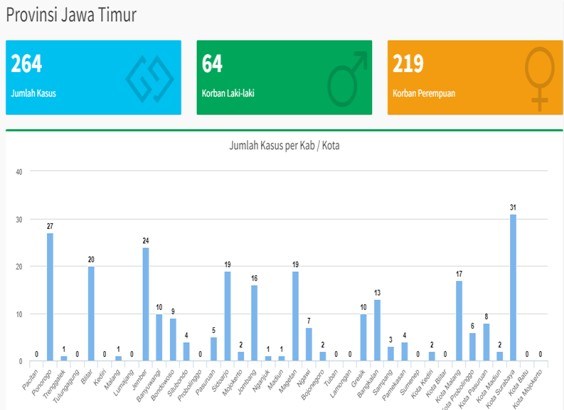 Provinsi Jawa Timur
264
Jumlah Kasus
64
Korban Laki-laki
219
Korban Perempuan
Jumlah Kasus per Kab / Kota
40
30
20
10
0
0 27 1 0 20 0 1 0 24 10 9 4 0 5 19 2 16 1 1 19 7 2 0 0 10 13 3 4 0 2 0 17 6 8 2 31 0 0
Pacitan
Ponorogo
Trenggalek
Tulungagung
Blitar
Kediri
Malang
Lumajang
Jember
Banyuwangi
Bondowoso
Situbondo
Probolinggo
Pasuruan
Sidoarjo
Mojokerto
Jombang
Nganjuk
Madiun
Magetan
Ngawi
Bojonegoro
Tuban
Lamongan
Gresik
Bangkalan
Sampang
Pamekasan
Sumenep
Kota Kediri
Kota Blitar
Kota Malang
Kota Probolinggo
Kota Pasuruan
Kota Madiun
Kota Surabaya
Kota Batu
Kota Mojokerto